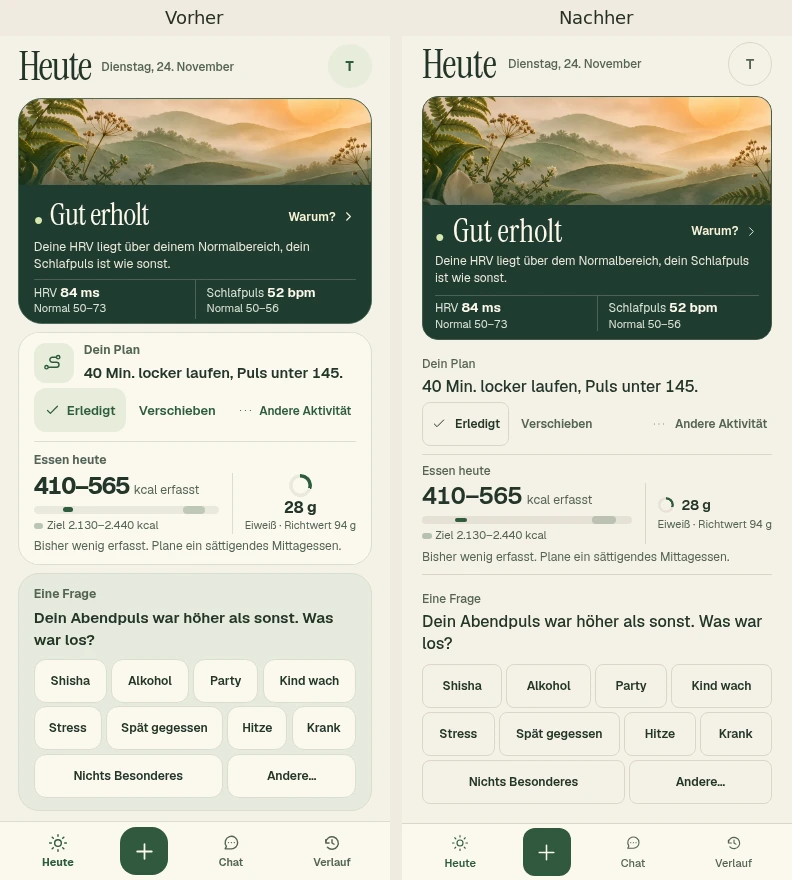 Vorher
Heute
Dienstag, 24. November
T
Gut erholt
Warum?
Deine HRV liegt über deinem Normalbereich, dein
Schlafpuls ist wie sonst.
HRV 84 ms
Normal 50–73
Schlafpuls 52 bpm
Normal 50–56
Dein Plan
40 Min. locker laufen, Puls unter 145.
Erledigt
Verschieben
Andere Aktivität
Essen heute
410–565 kcal erfasst
Ziel 2.130–2.440 kcal
28 g
Eiweiß · Richtwert 94 g
Bisher wenig erfasst. Plane ein sättigendes Mittagessen.
Eine Frage
Dein Abendpuls war höher als sonst. Was
war los?
Shisha
Alkohol
Party
Kind wach
Stress
Spät gegessen
Hitze
Krank
Nichts Besonderes
Andere…
Heute
Chat
Verlauf
Nachher
Heute
Dienstag, 24. November
T
Gut erholt
Warum?
Deine HRV liegt über dem Normalbereich, dein Schlafpuls
ist wie sonst.
HRV 84 ms
Normal 50–73
Schlafpuls 52 bpm
Normal 50–56
Dein Plan
40 Min. locker laufen, Puls unter 145.
Erledigt
Verschieben
Andere Aktivität
Essen heute
410–565 kcal erfasst
Ziel 2.130–2.440 kcal
28 g
Eiweiß · Richtwert 94 g
Bisher wenig erfasst. Plane ein sättigendes Mittagessen.
Eine Frage
Dein Abendpuls war höher als sonst. Was war
los?
Shisha
Alkohol
Party
Kind wach
Stress
Spät gegessen
Hitze
Krank
Nichts Besonderes
Andere…
Heute
Chat
Verlauf